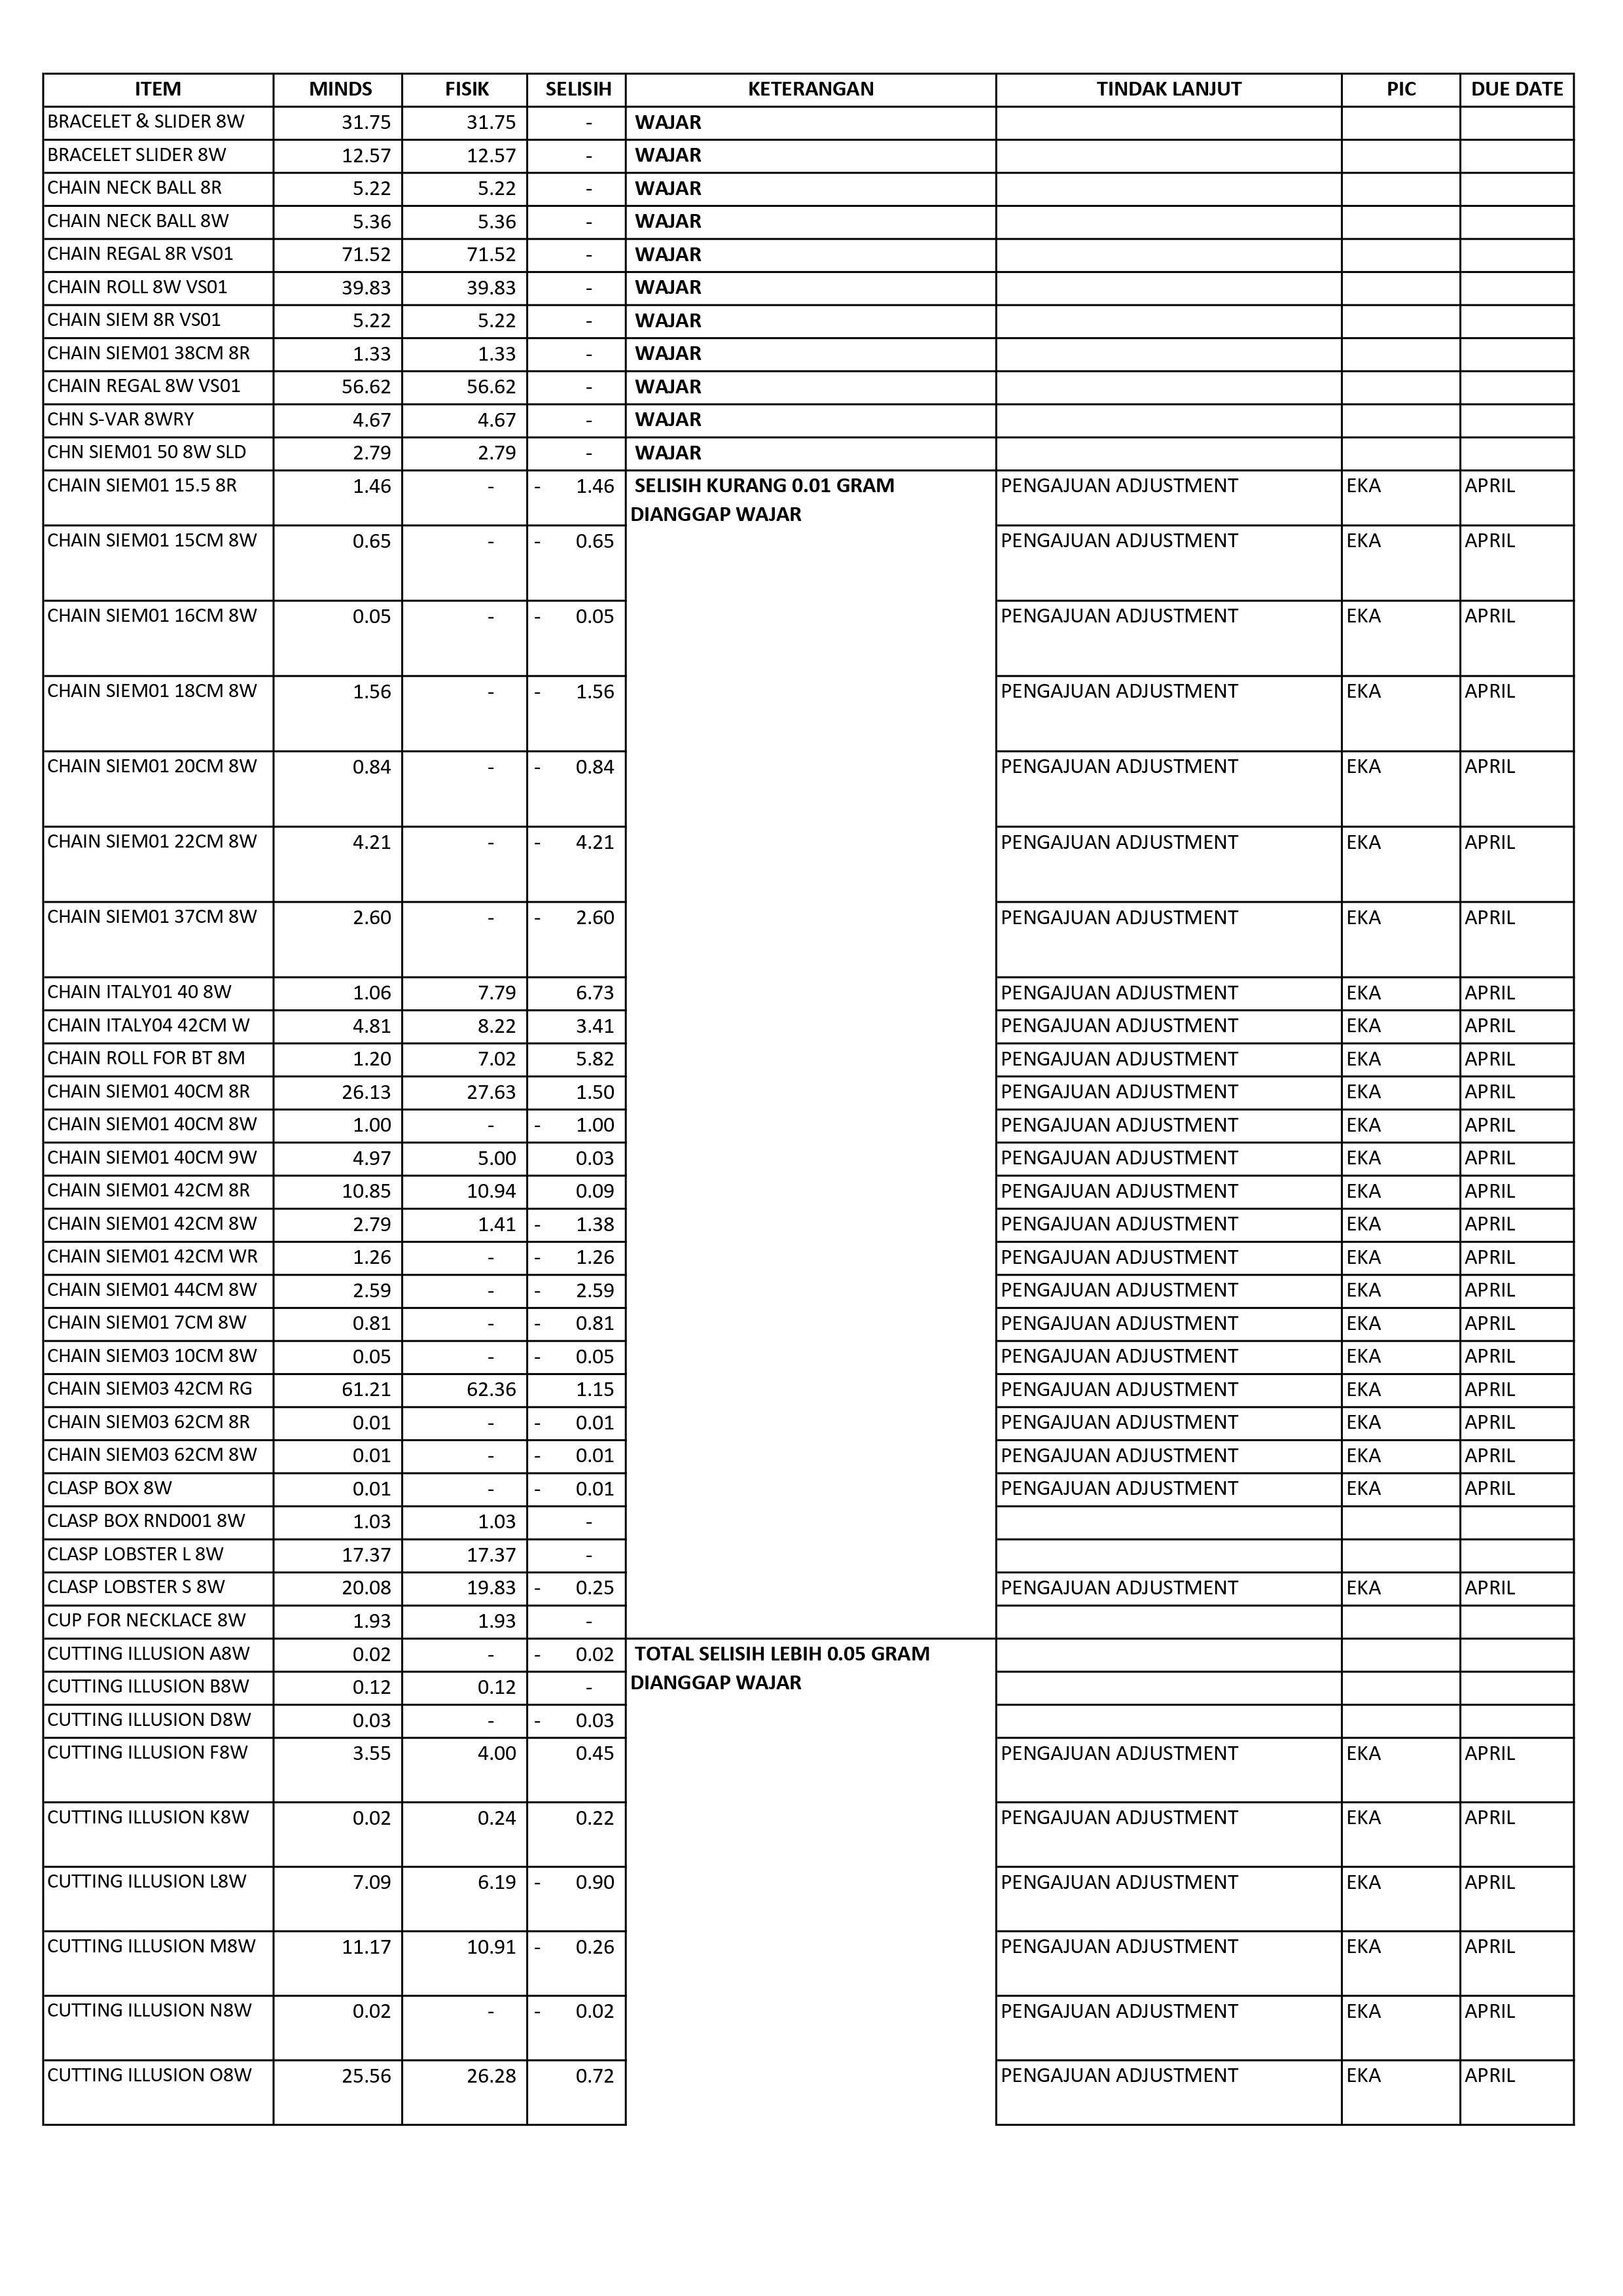 ITEM MINDS FISIK SELISIH KETERANGAN TINDAK LANJUT PIC DUE DATE
BRACELET & SLIDER 8W 31.75 31.75 - WAJAR
BRACELET SLIDER 8W 12.57 12.57 - WAJAR
CHAIN NECK BALL 8R 5.22 5.22 - WAJAR
CHAIN NECK BALL 8W 5.36 5.36 - WAJAR
CHAIN REGAL 8R VS01 71.52 71.52 - WAJAR
CHAIN ROLL 8W VS01 39.83 39.83 - WAJAR
CHAIN SIEM 8R VS01 5.22 5.22 - WAJAR
CHAIN SIEM01 38CM 8R 1.33 1.33 - WAJAR
CHAIN REGAL 8W VS01 56.62 56.62 - WAJAR
CHN S-VAR 8WRY 4.67 4.67 - WAJAR
CHN SIEM01 50 8W SLD 2.79 2.79 - WAJAR
CHAIN SIEM01 15.5 8R 1.46 - - 1.46 SELISIH KURANG 0.01 GRAM PENGAJUAN ADJUSTMENT EKA APRIL
DIANGGAP WAJAR
CHAIN SIEM01 15CM 8W 0.65 - - 0.65 PENGAJUAN ADJUSTMENT EKA APRIL
CHAIN SIEM01 16CM 8W 0.05 - - 0.05 PENGAJUAN ADJUSTMENT EKA APRIL
CHAIN SIEM01 18CM 8W 1.56 - - 1.56 PENGAJUAN ADJUSTMENT EKA APRIL
CHAIN SIEM01 20CM 8W 0.84 - - 0.84 PENGAJUAN ADJUSTMENT EKA APRIL
CHAIN SIEM01 22CM 8W 4.21 - - 4.21 PENGAJUAN ADJUSTMENT EKA APRIL
CHAIN SIEM01 37CM 8W 2.60 - - 2.60 PENGAJUAN ADJUSTMENT EKA APRIL
CHAIN ITALY01 40 8W 1.06 7.79 6.73 PENGAJUAN ADJUSTMENT EKA APRIL
CHAIN ITALY04 42CM W 4.81 8.22 3.41 PENGAJUAN ADJUSTMENT EKA APRIL
CHAIN ROLL FOR BT 8M 1.20 7.02 5.82 PENGAJUAN ADJUSTMENT EKA APRIL
CHAIN SIEM01 40CM 8R 26.13 27.63 1.50 PENGAJUAN ADJUSTMENT EKA APRIL
CHAIN SIEM01 40CM 8W 1.00 - - 1.00 PENGAJUAN ADJUSTMENT EKA APRIL
CHAIN SIEM01 40CM 9W 4.97 5.00 0.03 PENGAJUAN ADJUSTMENT EKA APRIL
CHAIN SIEM01 42CM 8R 10.85 10.94 0.09 PENGAJUAN ADJUSTMENT EKA APRIL
CHAIN SIEM01 42CM 8W 2.79 1.41 - 1.38 PENGAJUAN ADJUSTMENT EKA APRIL
CHAIN SIEM01 42CM WR 1.26 - - 1.26 PENGAJUAN ADJUSTMENT EKA APRIL
CHAIN SIEM01 44CM 8W 2.59 - - 2.59 PENGAJUAN ADJUSTMENT EKA APRIL
CHAIN SIEM01 7CM 8W 0.81 - - 0.81 PENGAJUAN ADJUSTMENT EKA APRIL
CHAIN SIEM03 10CM 8W 0.05 - - 0.05 PENGAJUAN ADJUSTMENT EKA APRIL
CHAIN SIEM03 42CM RG 61.21 62.36 1.15 PENGAJUAN ADJUSTMENT EKA APRIL
CHAIN SIEM03 62CM 8R 0.01 - - 0.01 PENGAJUAN ADJUSTMENT EKA APRIL
CHAIN SIEM03 62CM 8W 0.01 - - 0.01 PENGAJUAN ADJUSTMENT EKA APRIL
CLASP BOX 8W 0.01 - - 0.01 PENGAJUAN ADJUSTMENT EKA APRIL
CLASP BOX RND001 8W 1.03 1.03 -
CLASP LOBSTER L 8W 17.37 17.37 -
CLASP LOBSTER S 8W 20.08 19.83 - 0.25 PENGAJUAN ADJUSTMENT EKA APRIL
CUP FOR NECKLACE 8W 1.93 1.93 -
CUTTING ILLUSION A8W 0.02 - - 0.02 TOTAL SELISIH LEBIH 0.05 GRAM
CUTTING ILLUSION B8W 0.12 0.12 - DIANGGAP WAJAR
CUTTING ILLUSION D8W 0.03 - - 0.03
CUTTING ILLUSION F8W 3.55 4.00 0.45 PENGAJUAN ADJUSTMENT EKA APRIL
CUTTING ILLUSION K8W 0.02 0.24 0.22 PENGAJUAN ADJUSTMENT EKA APRIL
CUTTING ILLUSION L8W 7.09 6.19 - 0.90 PENGAJUAN ADJUSTMENT EKA APRIL
CUTTING ILLUSION M8W 11.17 10.91 - 0.26 PENGAJUAN ADJUSTMENT EKA APRIL
CUTTING ILLUSION N8W 0.02 - - 0.02 PENGAJUAN ADJUSTMENT EKA APRIL
CUTTING ILLUSION O8W 25.56 26.28 0.72 PENGAJUAN ADJUSTMENT EKA APRIL